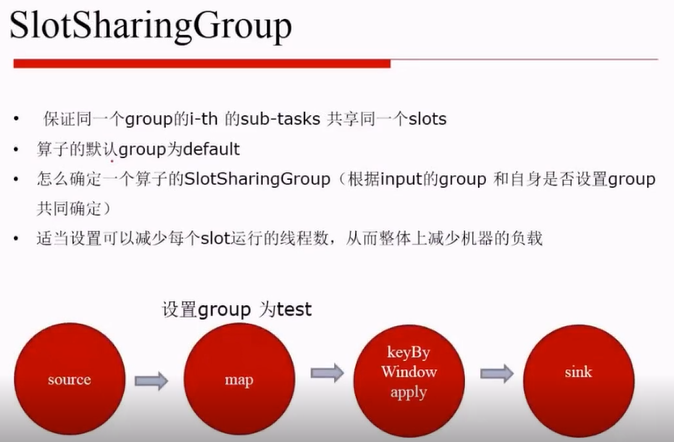 SlotSharingGroup
• 保证同一个group的i-th 的sub-tasks 共享同一个slots
• 算子的默认group为default
• 怎么确定一个算子的SlotSharingGroup（根据input的group 和自身是否设置group
共同确定）
• 适当设置可以减少每个slot运行的线程数，从而整体上减少机器的负载
设置group 为test
source
map
keyBy
Window
apply
sink